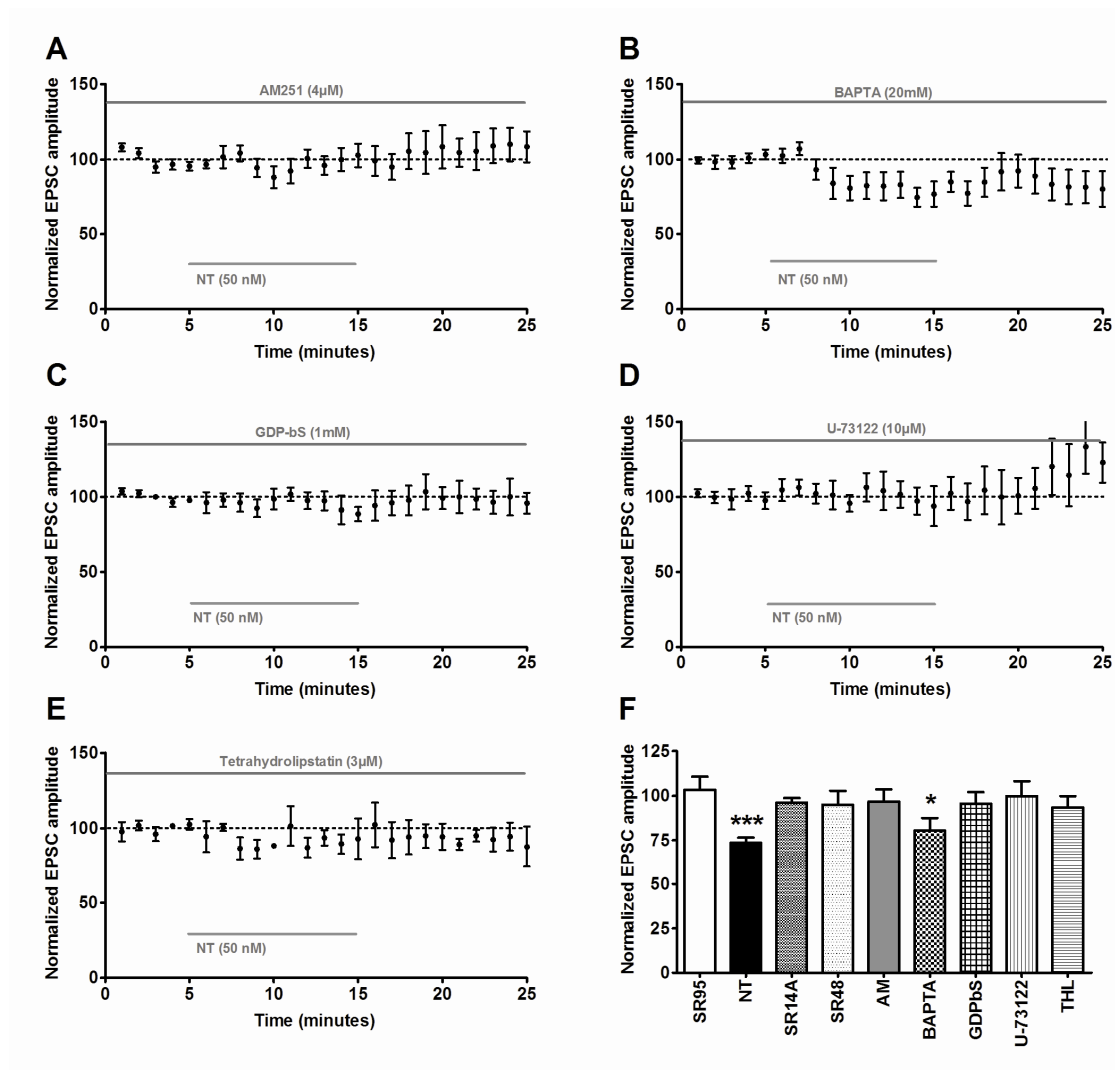 A
AM251 (4µM)
Normalized EPSC amplitude
150
100
50
0
NT (50 nM)
0 5 10 15 20 25
Time (minutes)
B
BAPTA (20mM)
Normalized EPSC amplitude
150
100
50
0
NT (50 nM)
0 5 10 15 20 25
Time (minutes)
C
GDP-bS (1mM)
Normalized EPSC amplitude
150
100
50
0
NT (50 nM)
0 5 10 15 20 25
Time (minutes)
D
U-73122 (10µM)
Normalized EPSC amplitude
150
100
50
0
NT (50 nM)
0 5 10 15 20 25
Time (minutes)
E
Tetrahydrolipstatin (3µM)
Normalized EPSC amplitude
150
100
50
0
NT (50 nM)
0 5 10 15 20 25
Time (minutes)
F
Normalized EPSC amplitude
125
100
75
50
25
0
***
*
SR95
NT
SR14A
SR48
AM
BAPTA
GDPbS
U-73122
THL